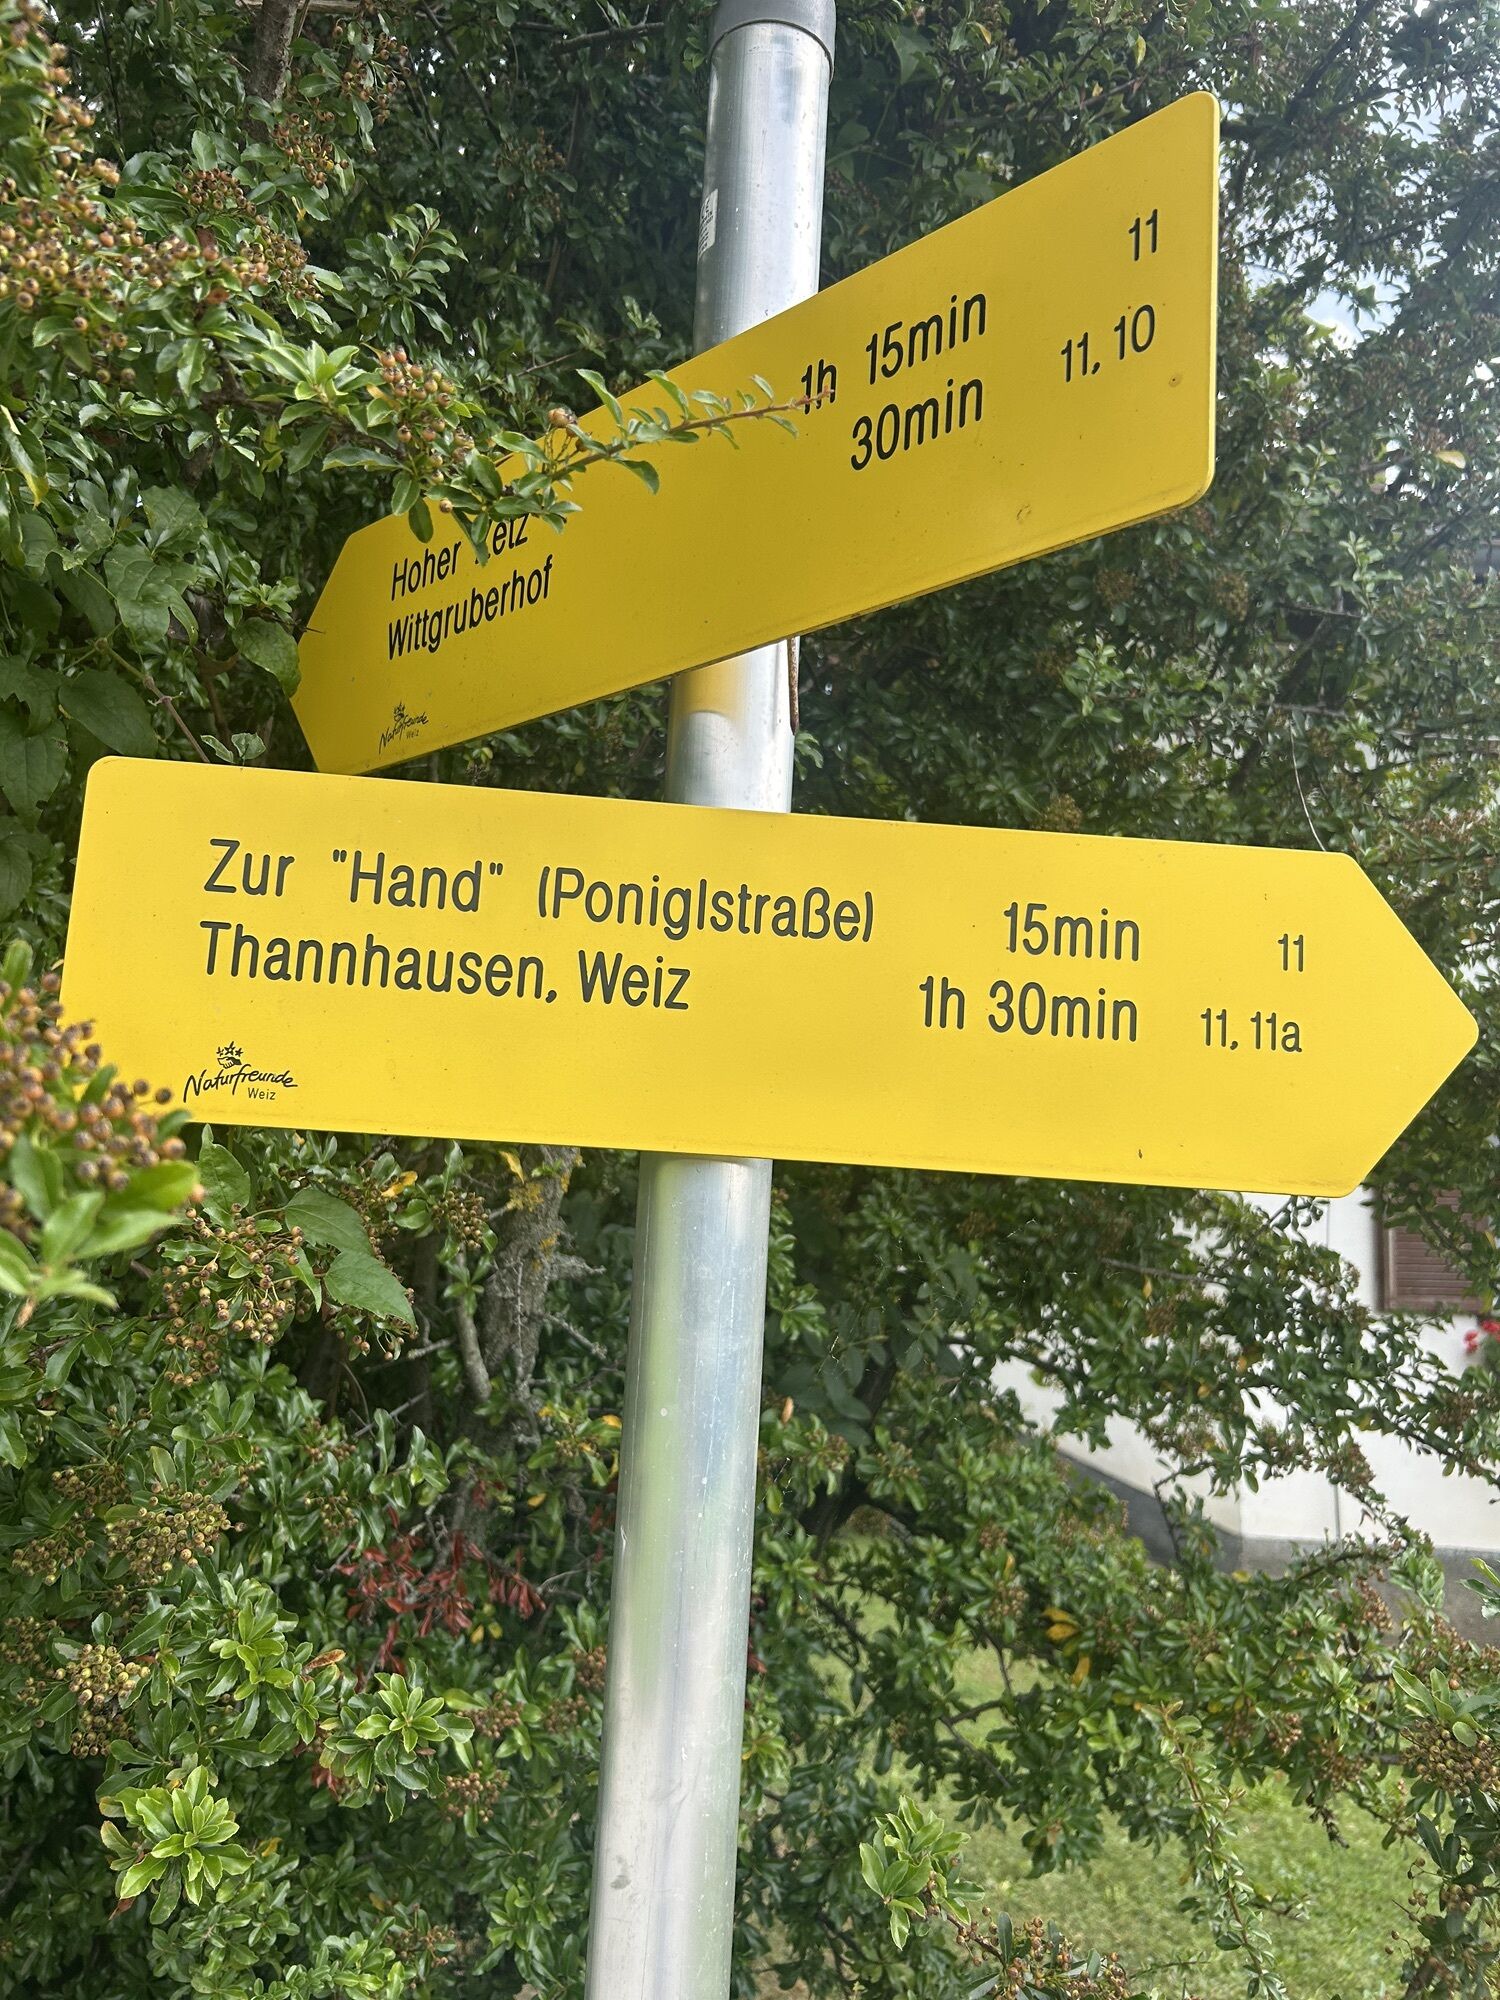 11
1h 15min
11, 10
30min
Hoher
Wittgruberhof
Naturfreunde
Weiz
Zur "Hand" (Poniglstraße) 15min 11
Thannhausen, Weiz 1h 30min 11, 11a
Naturfreunde
Weiz